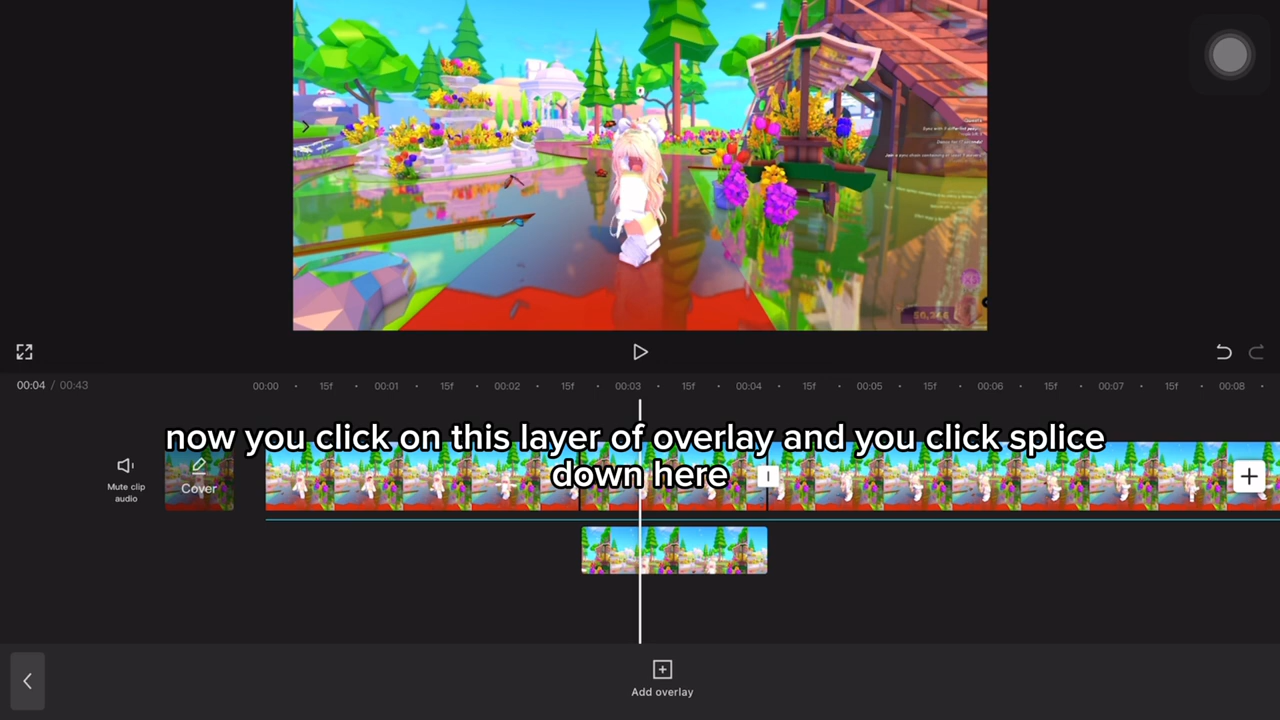 56,266
00:04 / 00:43
00:00 15f 00:01 15f 00:02 15f 00:03 15f 00:04 15f 00:05 15f 00:06 15f 00:07 15f 00:08
now you click on this layer of overlay and you click splice
down here
Mute clip
audio
Cover
Add overlay